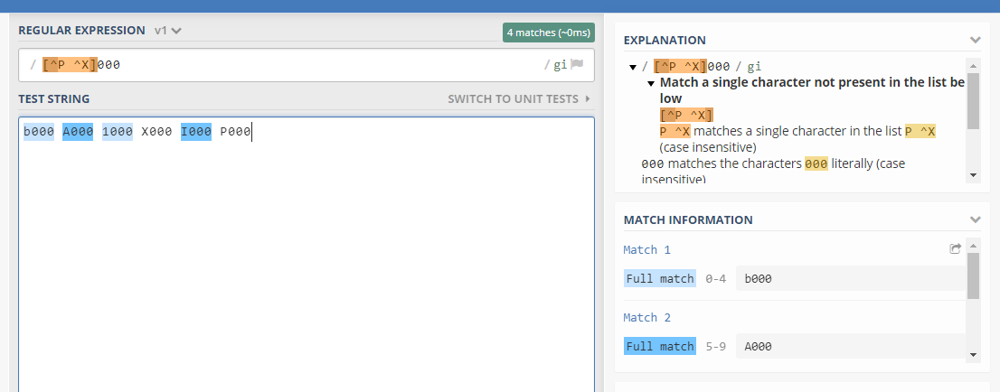 REGULAR EXPRESSION v1 4 matches (~0ms)
/ [^P ^X]000 / gi
TEST STRING SWITCH TO UNIT TESTS
b000 A000 1000 X000 I000 P000
EXPLANATION
/ [^P ^X]000 / gi
Match a single character not present in the list be
low
[^P ^X]
P ^X matches a single character in the list P ^X
(case insensitive)
000 matches the characters 000 literally (case
insensitive)
MATCH INFORMATION
Match 1
Full match 0-4 b000
Match 2
Full match 5-9 A000